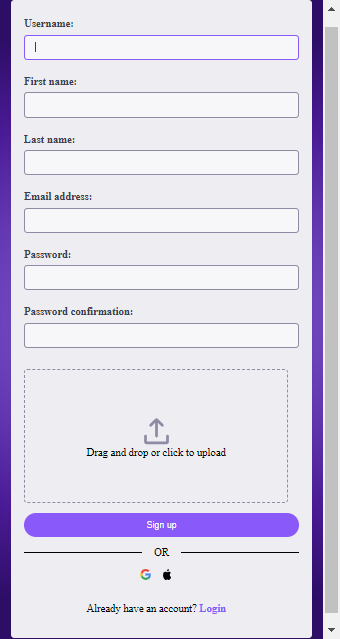 Username:
First name:
Last name:
Email address:
Password:
Password confirmation:
Drag and drop or click to upload
Sign up
OR
Already have an account? Login